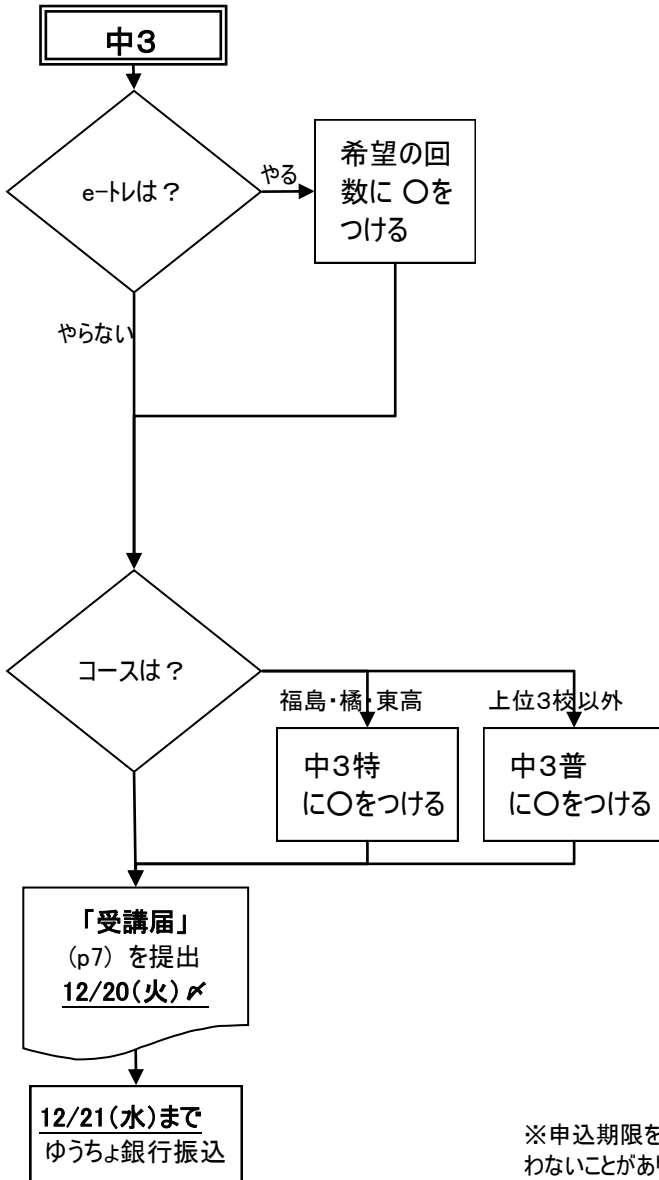 中3
e-トレは？
やる
希望の回
数に 〇を
つける
やらない
コースは？
福島・橘・東高
上位3校以外
中3特
に〇をつける
中3普
に〇をつける
「受講届」
（p7）を提出
12/20（火）〆
12/21（水）まで
ゆうちょ銀行振込
※申込期限を
わないことがあ